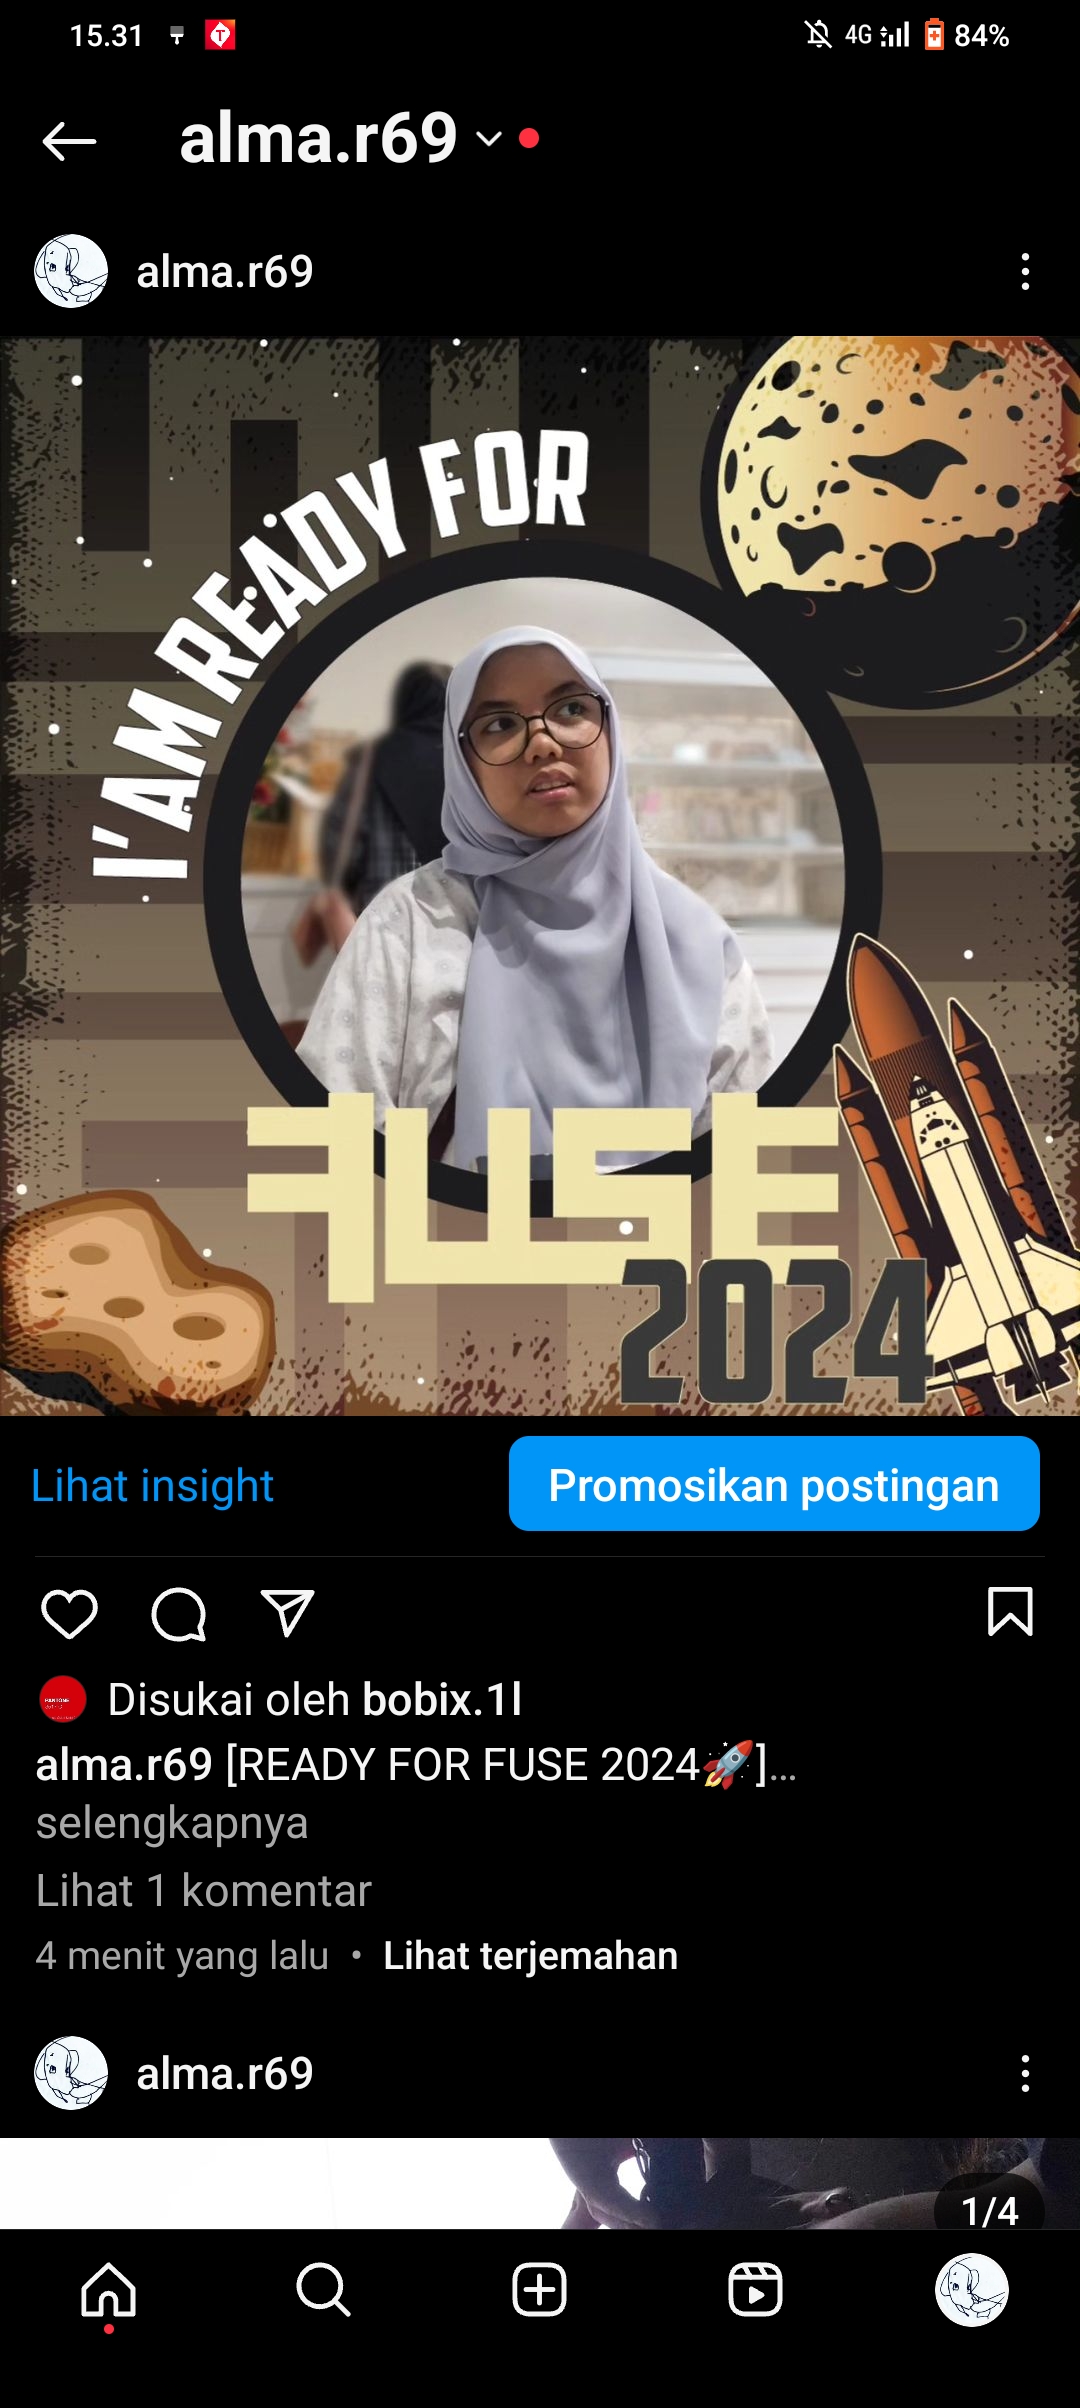 15.31
4G
84%
alma.r69
alma.r69
I'AM READY FOR
FUSE
2024
Lihat insight
Promosikan postingan
Disukai oleh bobix.1l
alma.r69 [READY FOR FUSE 2024🚀]...
selengkapnya
Lihat 1 komentar
4 menit yang lalu • Lihat terjemahan
alma.r69
1/4